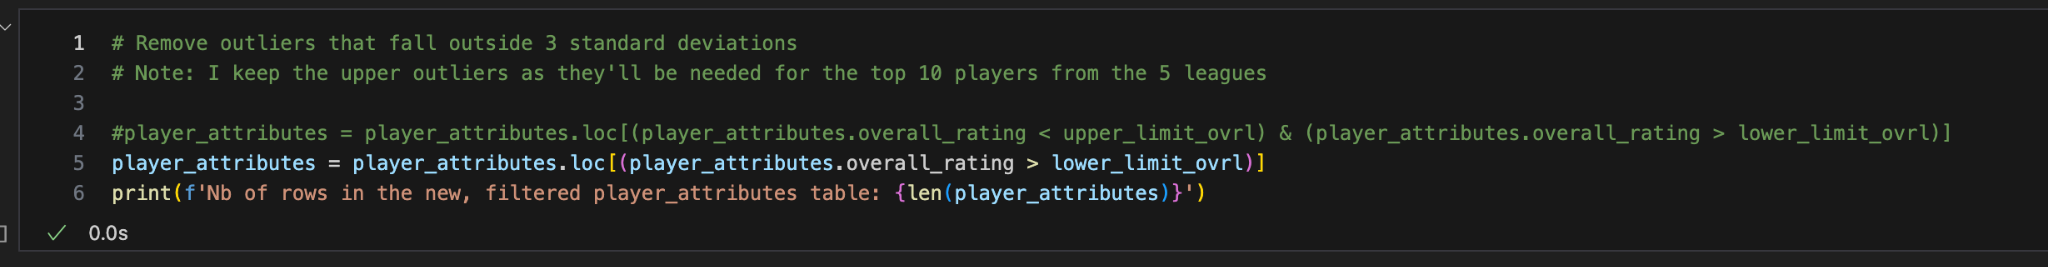 1 # Remove outliers that fall outside 3 standard deviations
2 # Note: I keep the upper outliers as they'll be needed for the top 10 players from the 5 leagues
3
4 #player_attributes = player_attributes.loc[(player_attributes.overall_rating < upper_limit_ovrl) & (player_attributes.overall_rating > lower_limit_ovrl)]
5 player_attributes = player_attributes.loc[(player_attributes.overall_rating > lower_limit_ovrl)]
6 print(f'Nb of rows in the new, filtered player_attributes table: {len(player_attributes)}')
0.0s